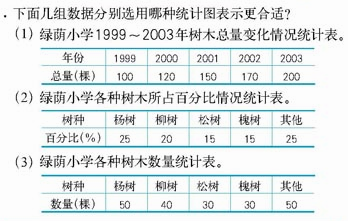 ·下面几组数据分别选用哪种统计图表示更合适?
(1) 绿荫小学1999~2003年树木总量变化情况统计表。
年份 1999 2000 2001 2002 2003
总量(棵) 100 120 150 170 200
(2) 绿荫小学各种树木所占百分比情况统计表。
树种 杨树 柳树 松树 槐树 其他
百分比(%) 25 20 15 15 25
(3) 绿荫小学各种树木数量统计表。
树种 杨树 柳树 松树 槐树 其他
数量(棵) 50 40 30 30 50